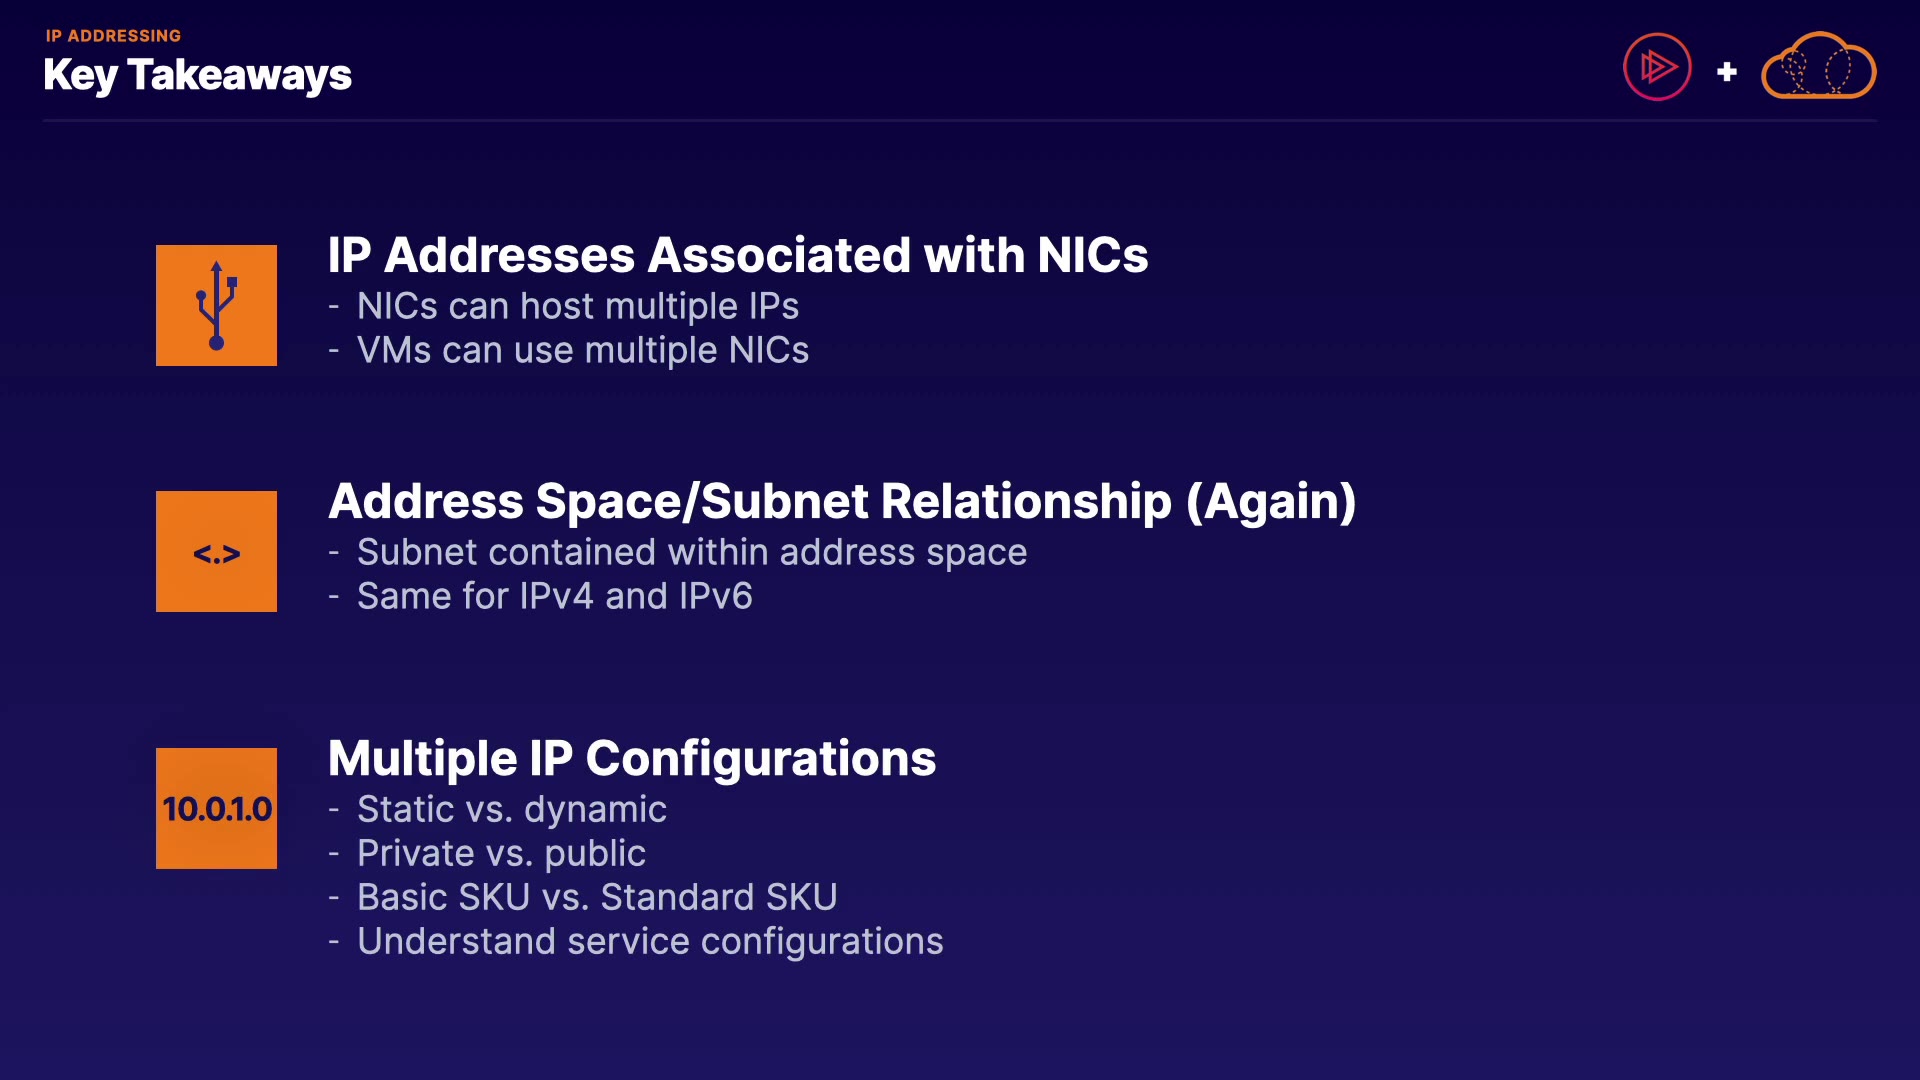 IP ADDRESSING
Key Takeaways
+
IP Addresses Associated with NICs
- NICs can host multiple IPs
- VMs can use multiple NICs
<.>
Address Space/Subnet Relationship (Again)
- Subnet contained within address space
- Same for IPv4 and IPv6
10.0.1.0
Multiple IP Configurations
- Static vs. dynamic
- Private vs. public
- Basic SKU vs. Standard SKU
- Understand service configurations